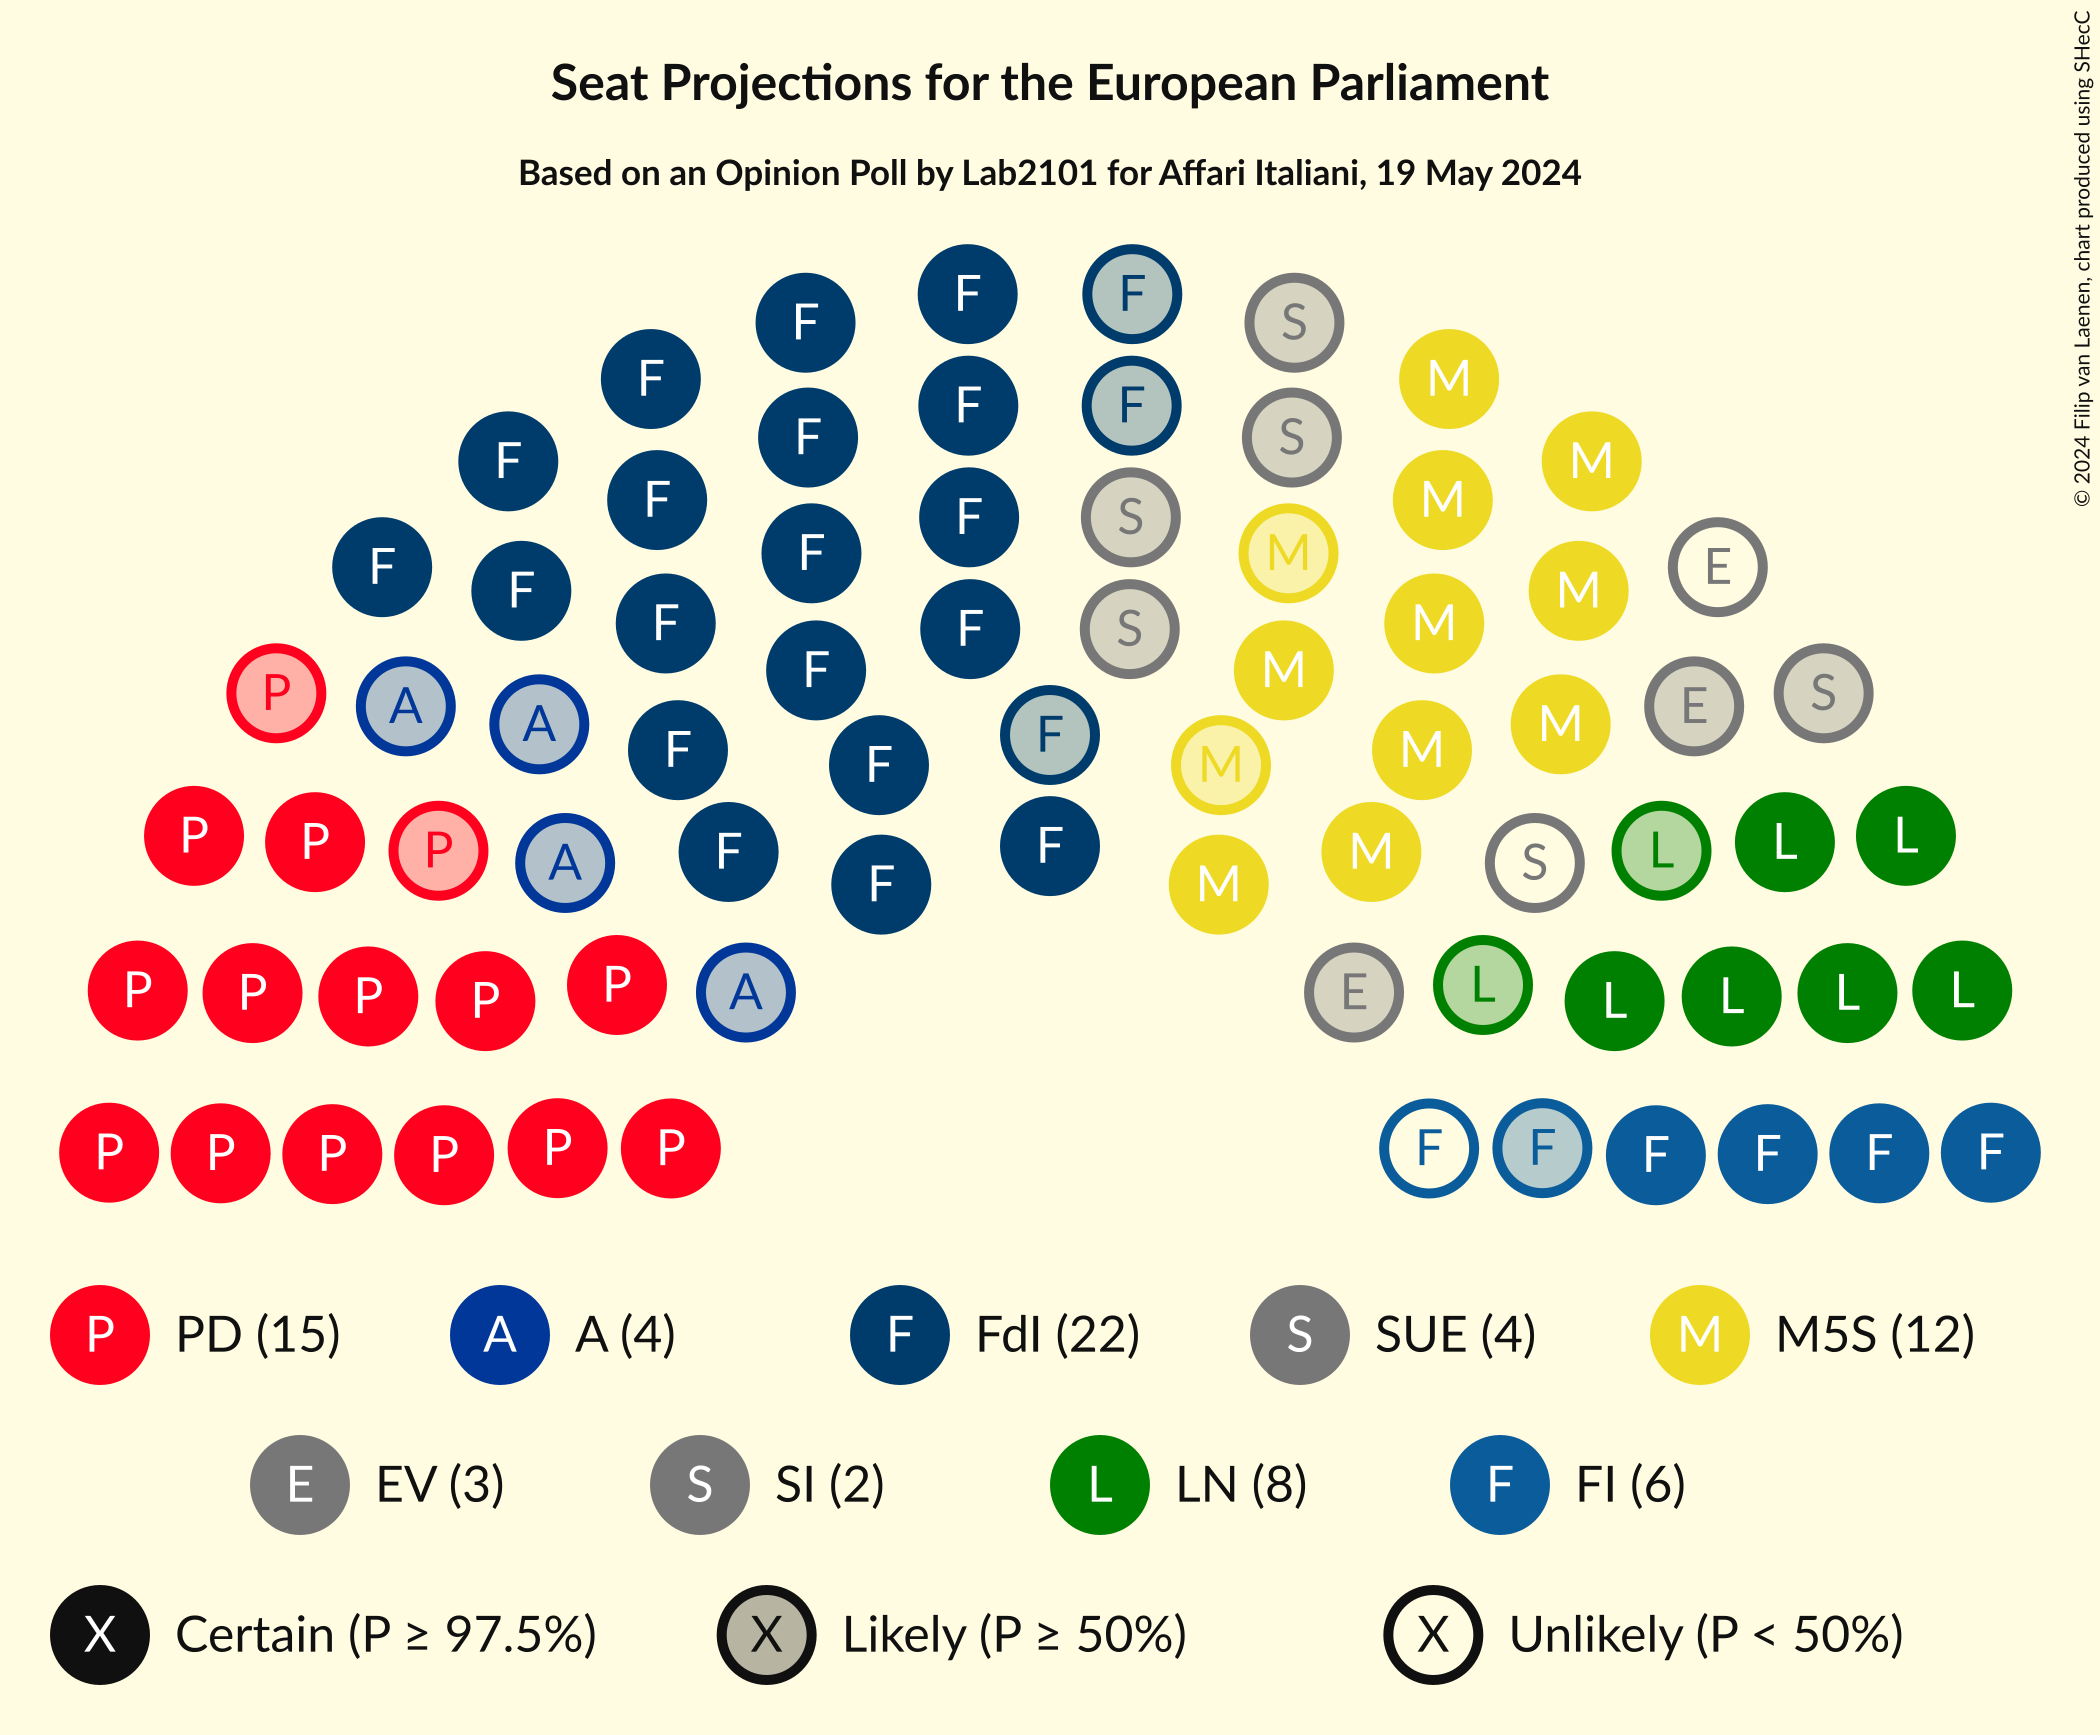 Seat Projections for the European Parliament
Based on an Opinion Poll by Lab2101 for Affari Italiani, 19 May 2024
© 2024 Filip van Laenen, chart produced using SHecC
F F
F S
F M
F F
F S
F M
F M
F M
F S
F M
F E
F M
F S
P S
A E
A M
F M
F M
F F
F M
P P P A F F F M M S L L L
P P P P P A E L L L L L
P P P P P P F F F F F F
P PD (15) A A (4) F FdI (22) S SUE (4) M M5S (12)
E EV (3) S SI (2) L LN (8) F FI (6)
X Certain (P ≥ 97.5%) X Likely (P ≥ 50%) X Unlikely (P < 50%)